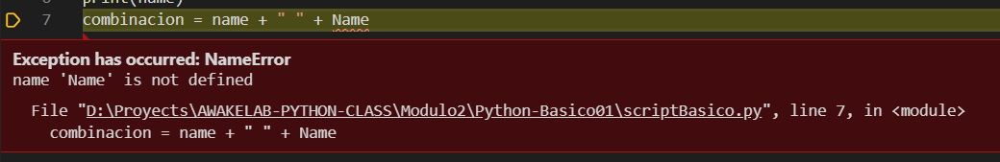 6 print(name)
7 combinacion = name + " " + Name
Exception has occurred: NameError
name 'Name' is not defined
File "D:\Proyects\AWAKELAB-PYTHON-CLASS\Modulo2\Python-Basico01\scriptBasico.py", line 7, in <module>
combinacion = name + " " + Name